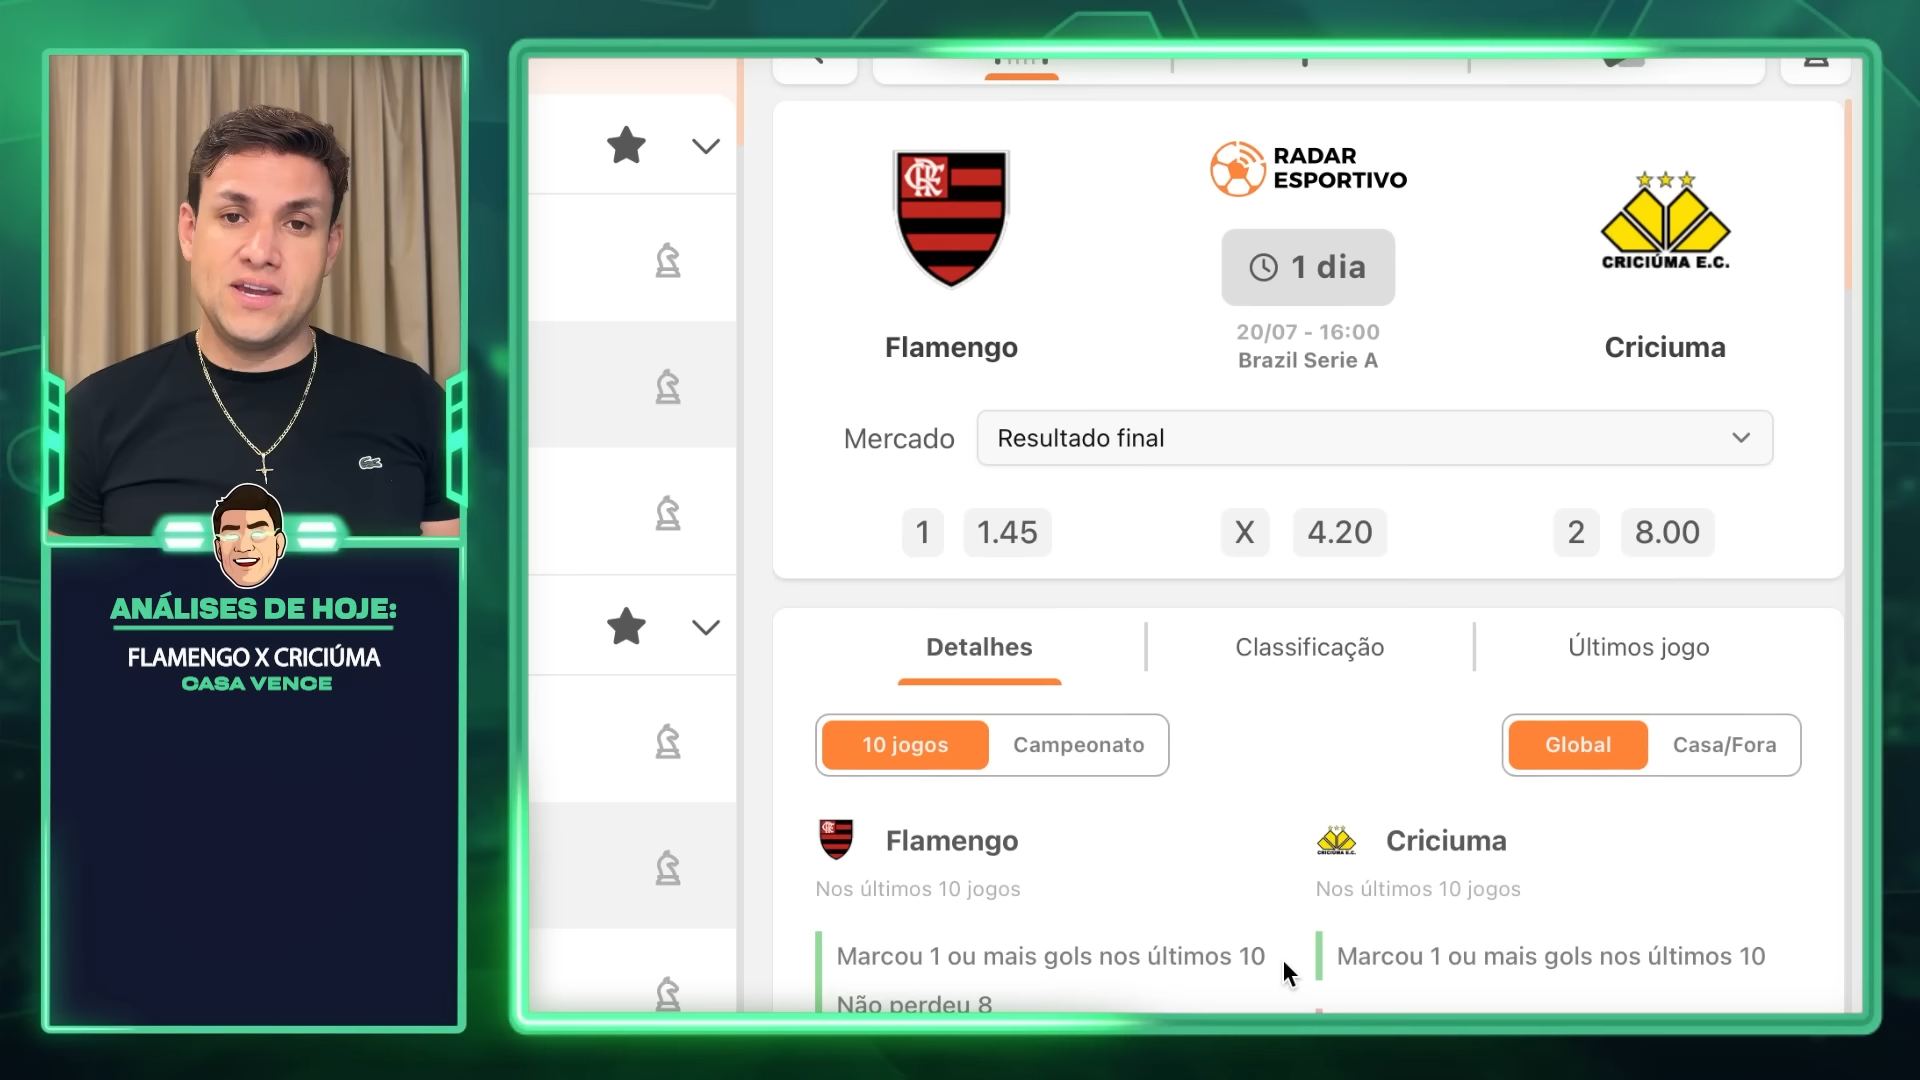 ANÁLISES DE HOJE:
FLAMENGO X CRICIÚMA
CASA VENCE
RADAR
ESPORTIVO
CRICIÚMA E.C.
1 dia
20/07 - 16:00
Brazil Serie A
Flamengo
Criciuma
Mercado
Resultado final
1 1.45
X 4.20
2 8.00
Detalhes
Classificação
Últimos jogo
10 jogos
Campeonato
Global
Casa/Fora
Flamengo
Criciuma
Nos últimos 10 jogos
Nos últimos 10 jogos
Marcou 1 ou mais gols nos últimos 10
Marcou 1 ou mais gols nos últimos 10
Não perdeu 8